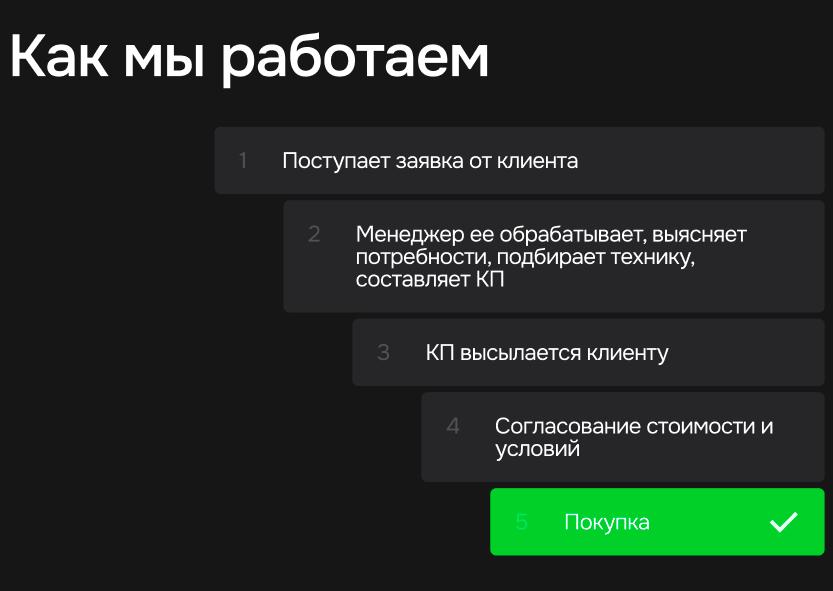 Как мы работаем
1 Поступает заявка от клиента
2 Менеджер ее обрабатывает, выясняет
потребности, подбирает технику,
составляет КП
3 КП высылается клиенту
4 Согласование стоимости и
условий
5 Покупка